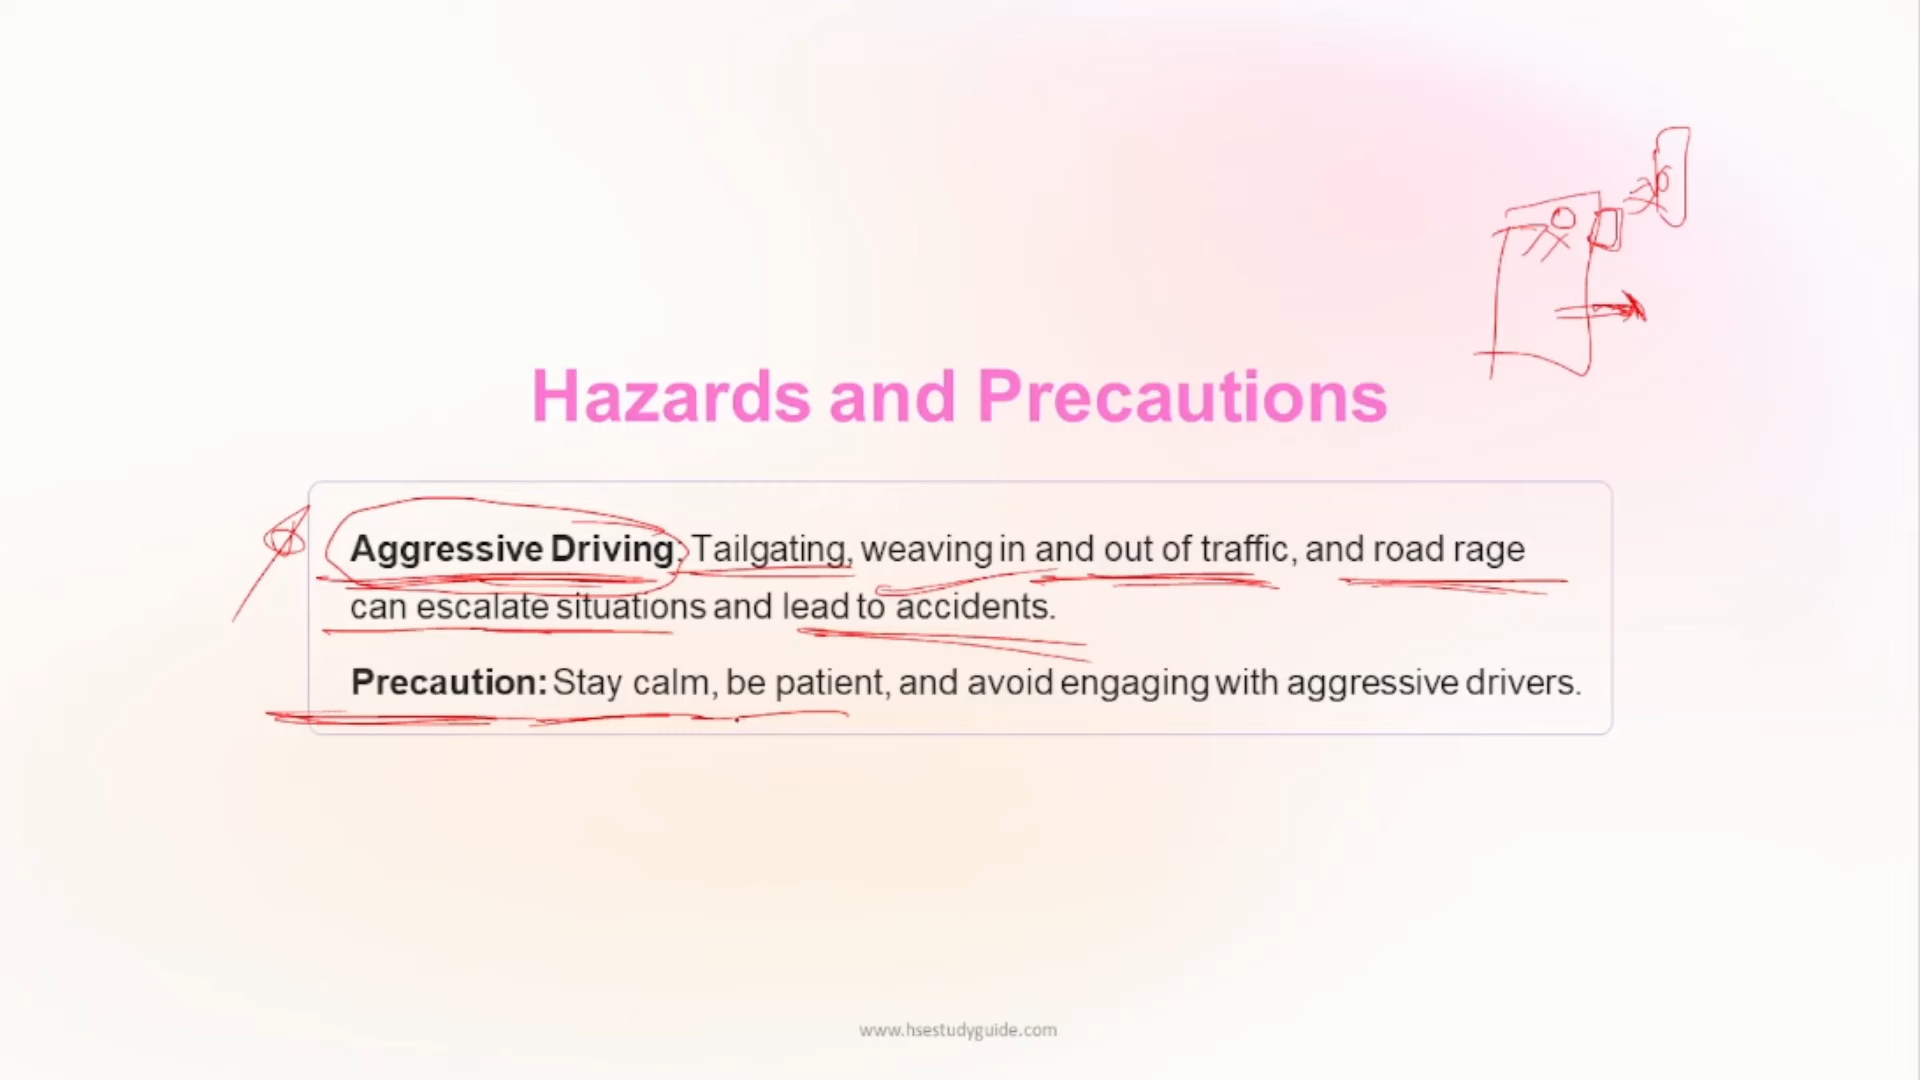 Hazards and Precautions
Aggressive Driving: Tailgating, weaving in and out of traffic, and road rage
can escalate situations and lead to accidents.
Precaution: Stay calm, be patient, and avoid engaging with aggressive drivers.
www.hsestudyguide.com